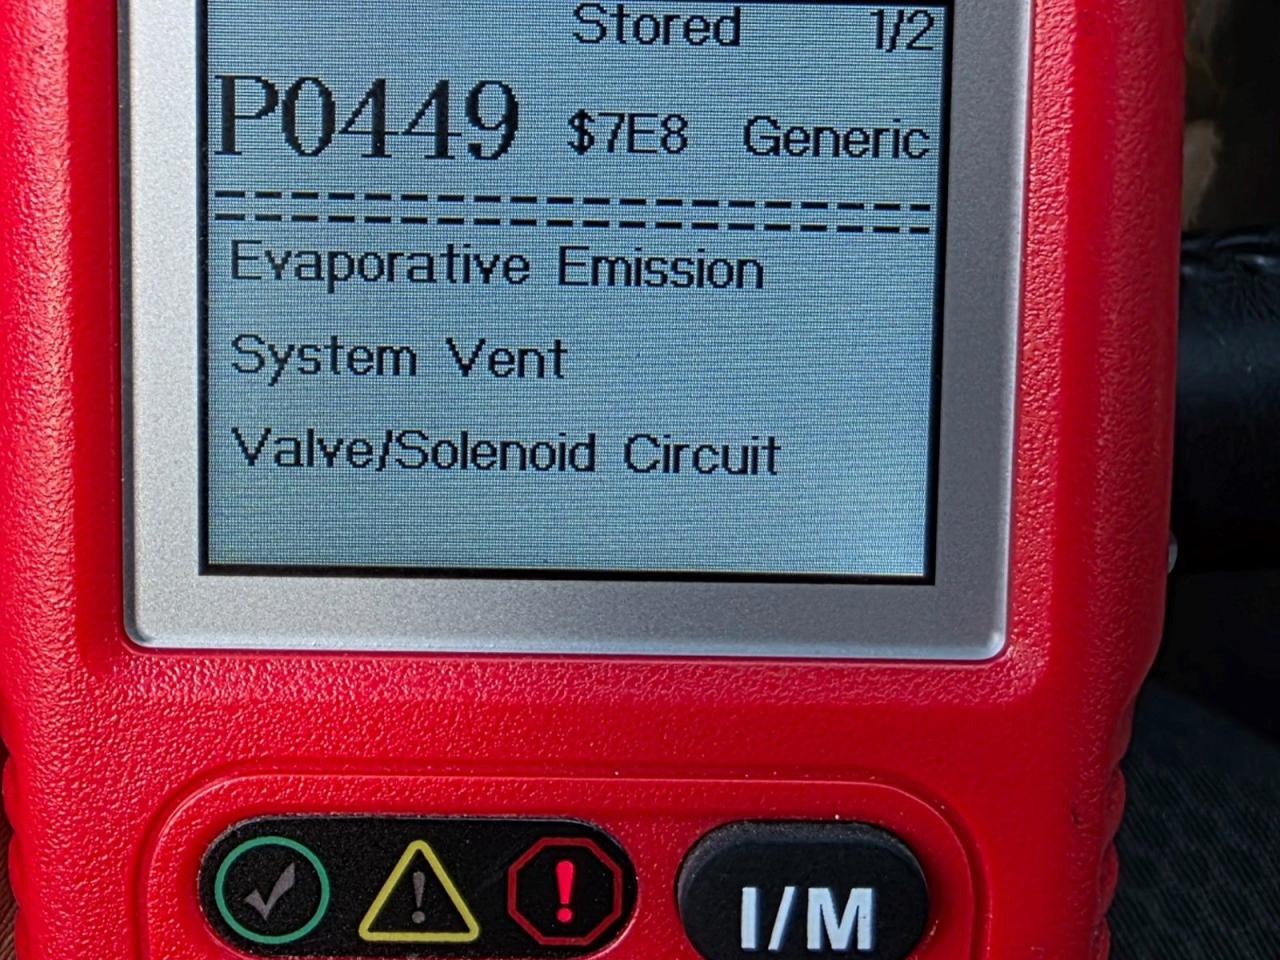 Stored 1/2
P0449 $7E8 Generic
Evaporative Emission
System Vent
Valve/Solenoid Circuit
I/M